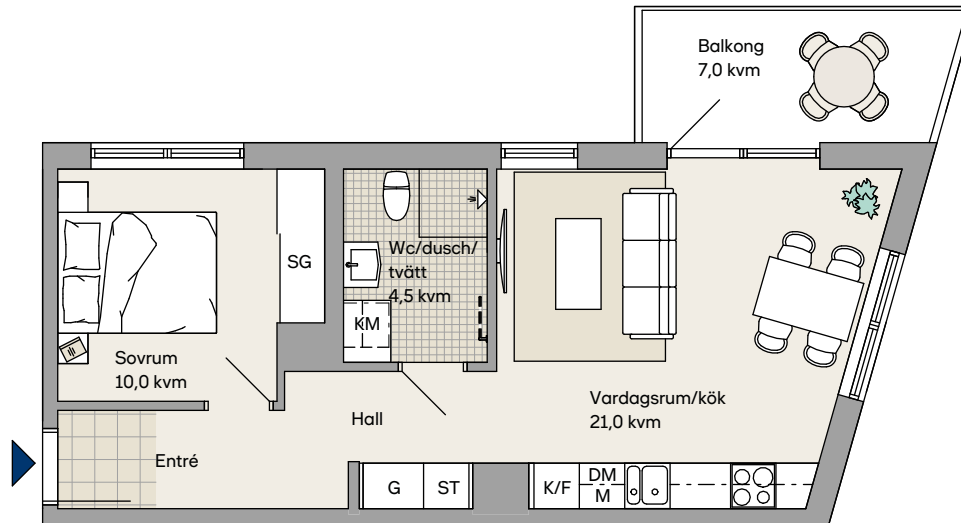 Balkong
7,0 kvm
SG
Wc/dusch/
tvätt
4,5 kvm
KM
Sovrum
10,0 kvm
Vardagsrum/kök
21,0 kvm
Hall
Entré
G
ST
K/F
DM
M